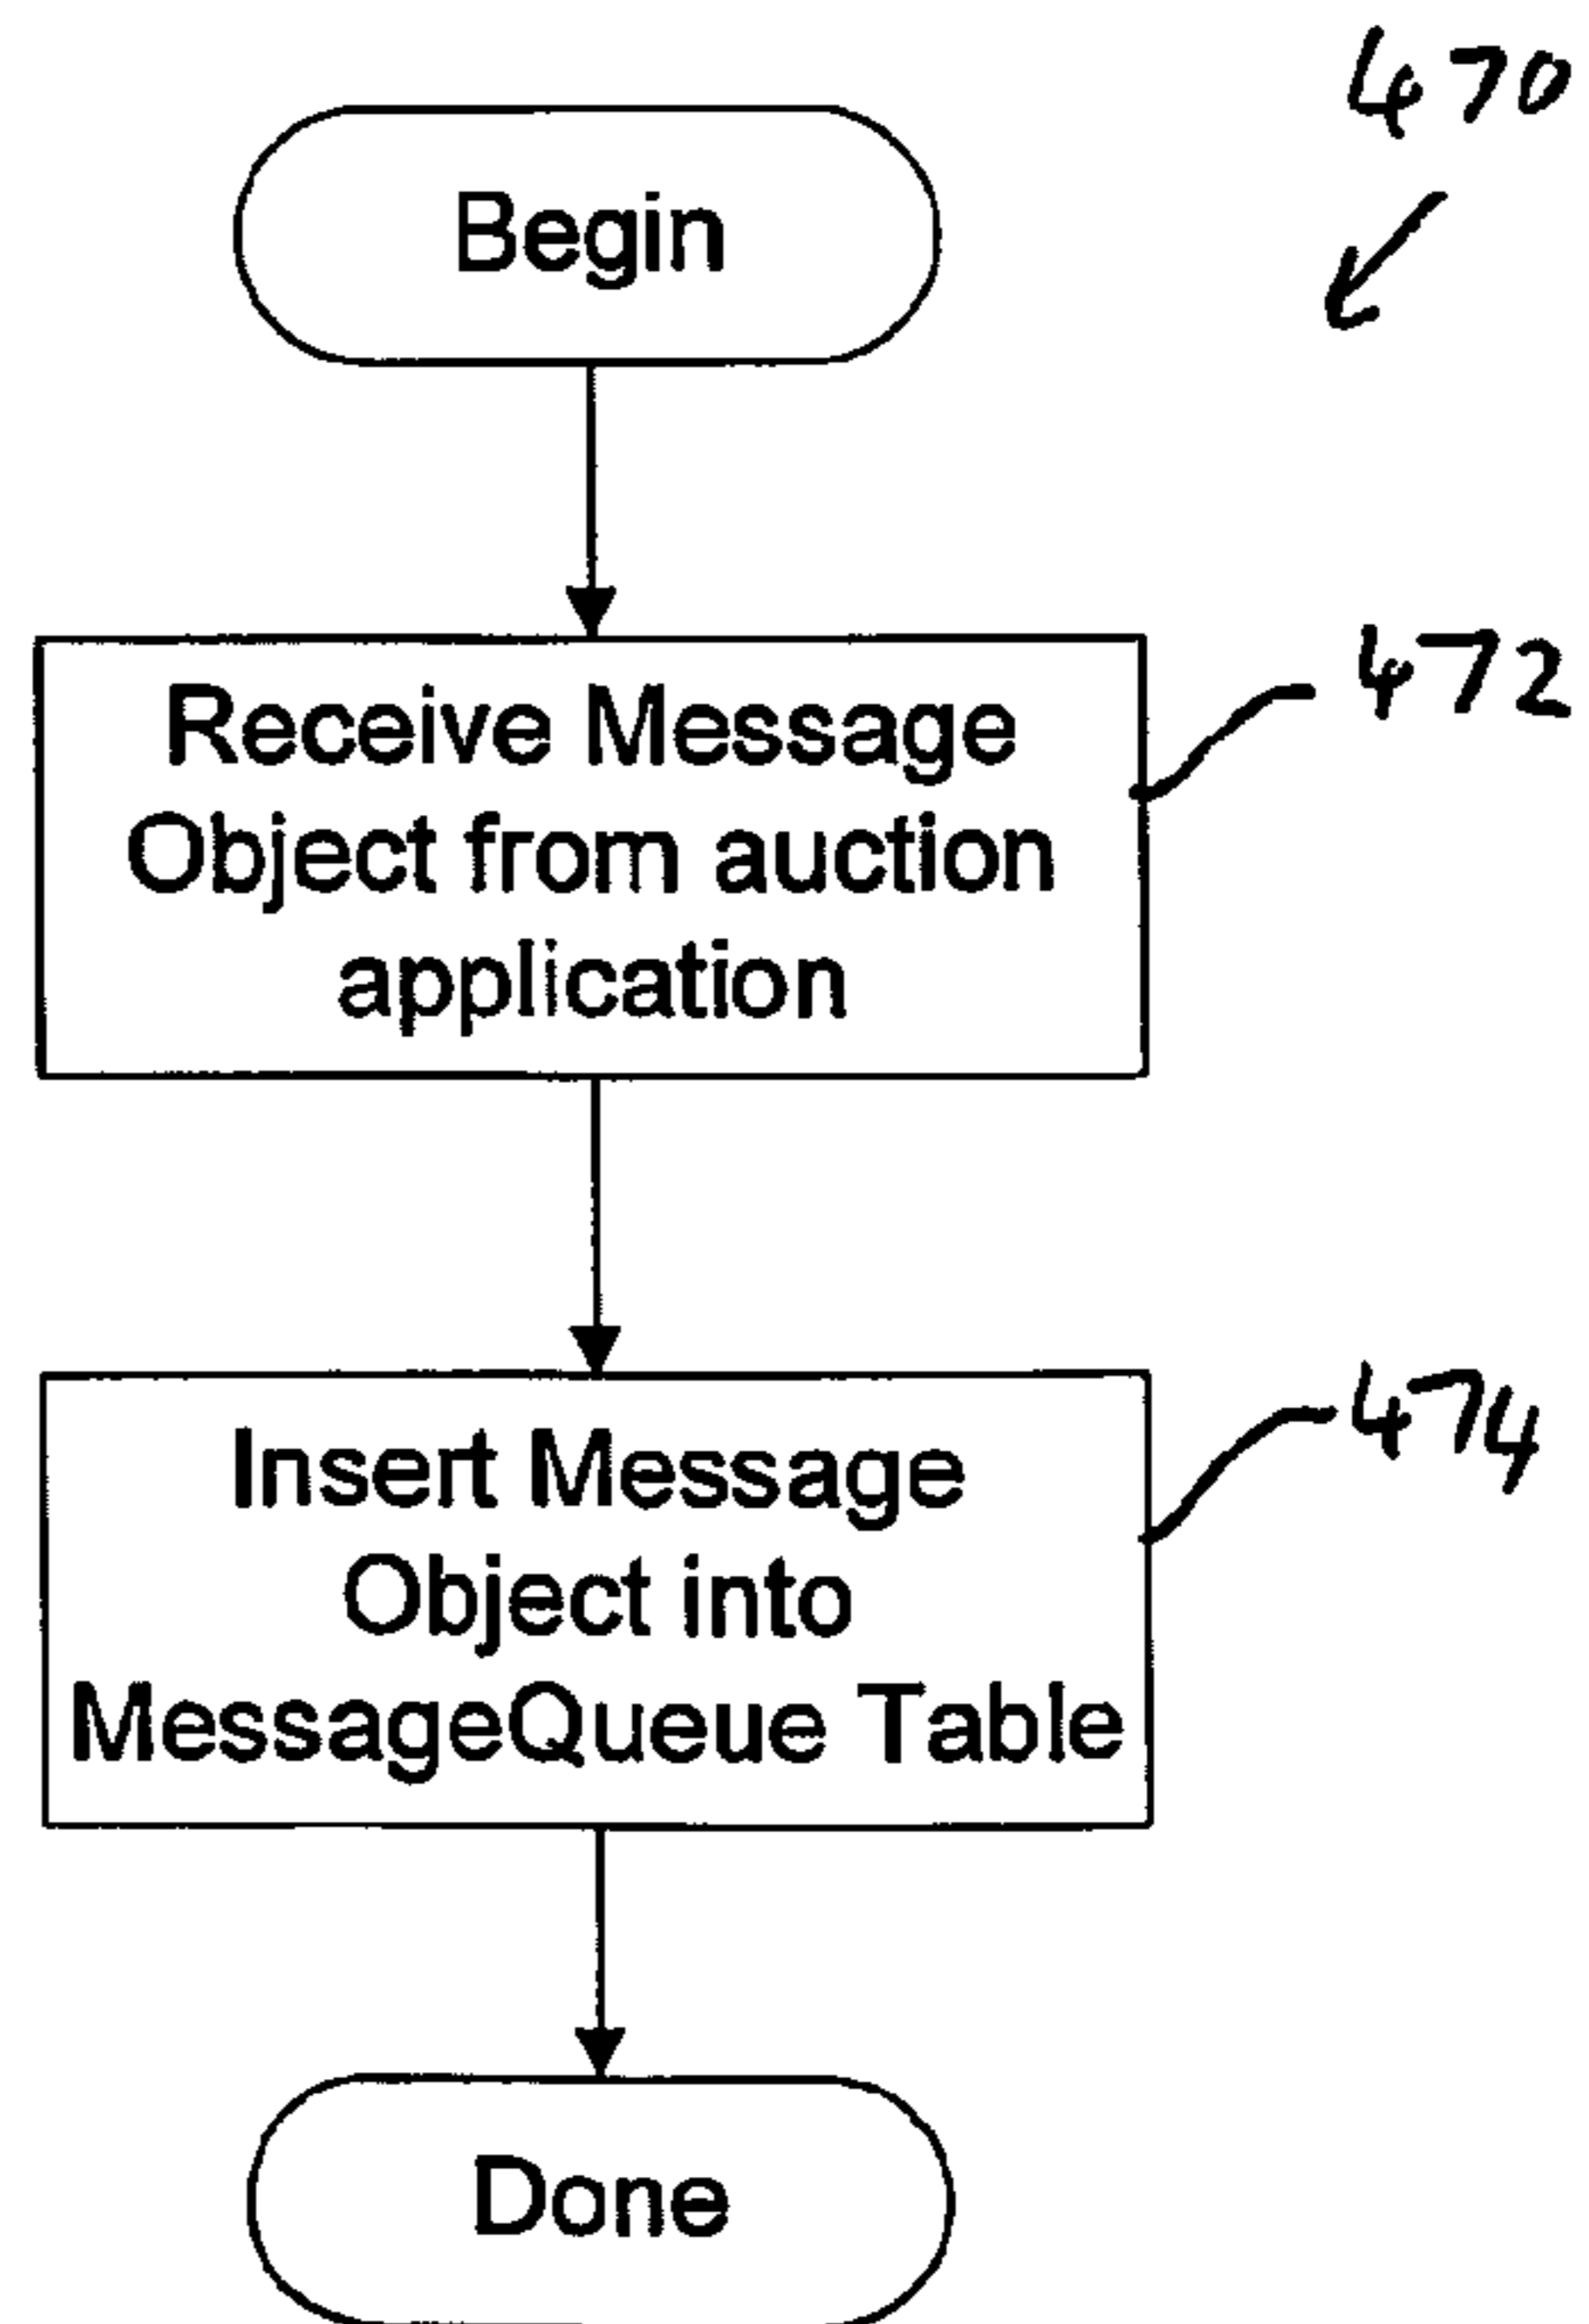 470
Begin
Receive Message
Object from auction
application
472
Insert Message
Object into
MessageQueue Table
474
Done